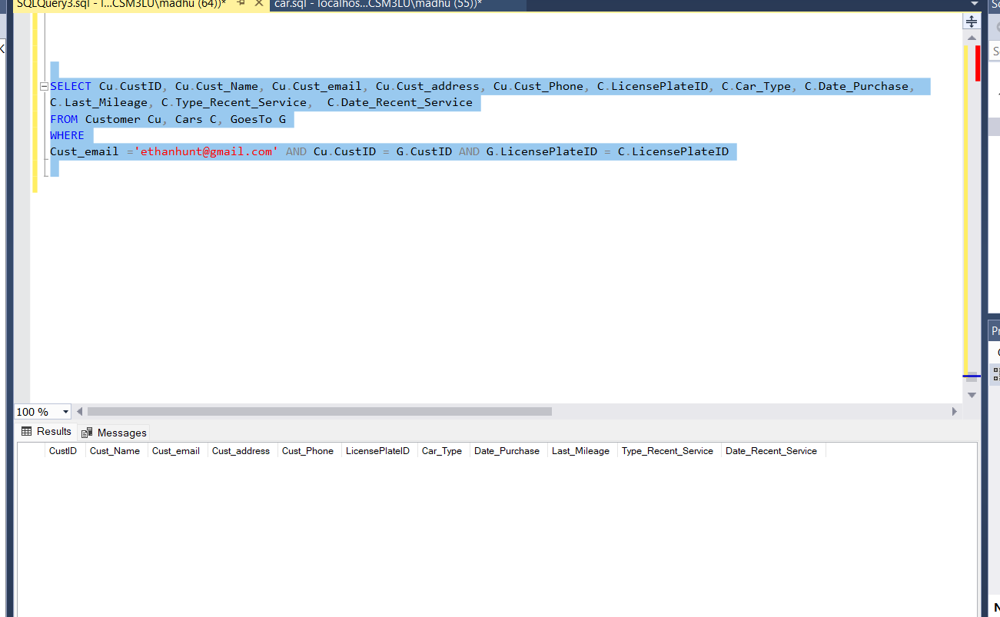 SQLQuery3.sql - l...CSM3LU\madhu (64))*
car.sql - localhos...CSM3LU\madhu (55))*
SELECT Cu.CustID, Cu.Cust_Name, Cu.Cust_email, Cu.Cust_address, Cu.Cust_Phone, C.LicensePlateID, C.Car_Type, C.Date_Purchase,
C.Last_Mileage, C.Type_Recent_Service, C.Date_Recent_Service
FROM Customer Cu, Cars C, GoesTo G
WHERE
Cust_email ='ethanhunt@gmail.com' AND Cu.CustID = G.CustID AND G.LicensePlateID = C.LicensePlateID
100 %
Results Messages
CustID Cust_Name Cust_email Cust_address Cust_Phone LicensePlateID Car_Type Date_Purchase Last_Mileage Type_Recent_Service Date_Recent_Service